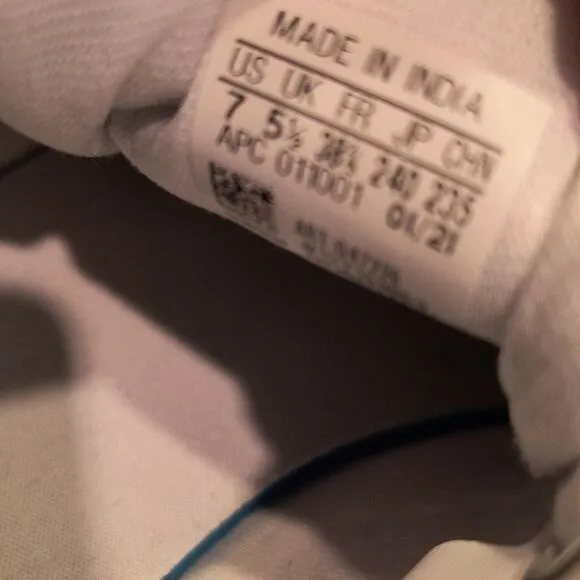 MADE IN INDIA
US UK FR JP CHN
7 5½ 38⅔ 240 235
APC 011001 01/21